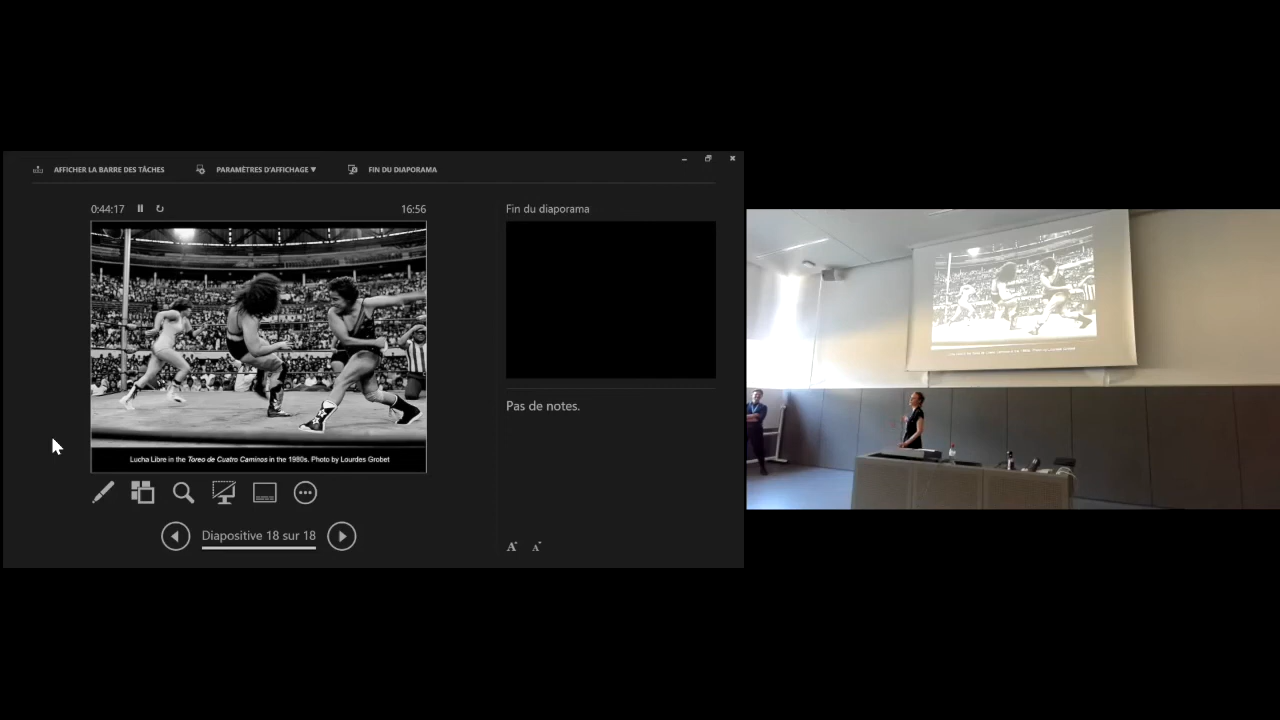 AFFICHER LA BARRE DES TÂCHES PARAMÈTRES D'AFFICHAGE ▼ FIN DU DIAPORAMA
0:44:17 16:56
Lucha Libre in the Toreo de Cuatro Caminos in the 1980s. Photo by Lourdes Grobet
Diapositive 18 sur 18
Fin du diaporama
Pas de notes.
A A